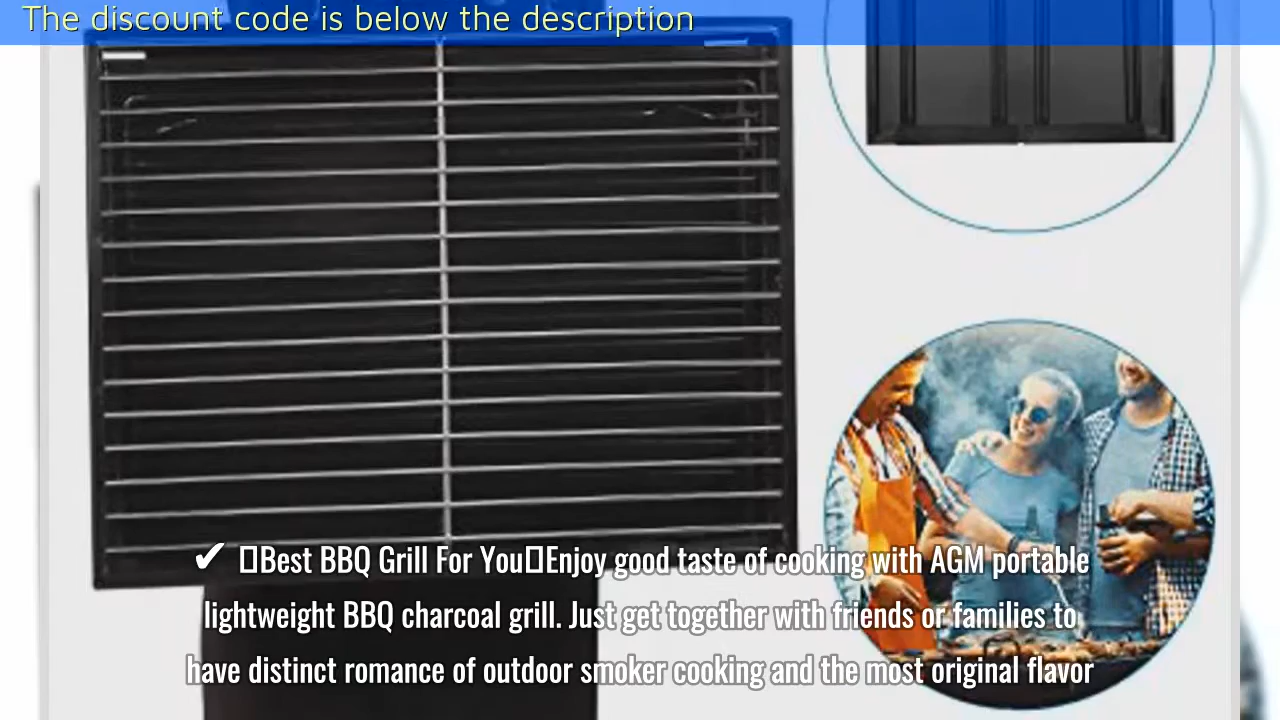 The discount code is below the description
✔ 【Best BBQ Grill For You】Enjoy good taste of cooking with AGM portable
lightweight BBQ charcoal grill. Just get together with friends or families to
have distinct romance of outdoor smoker cooking and the most original flavor